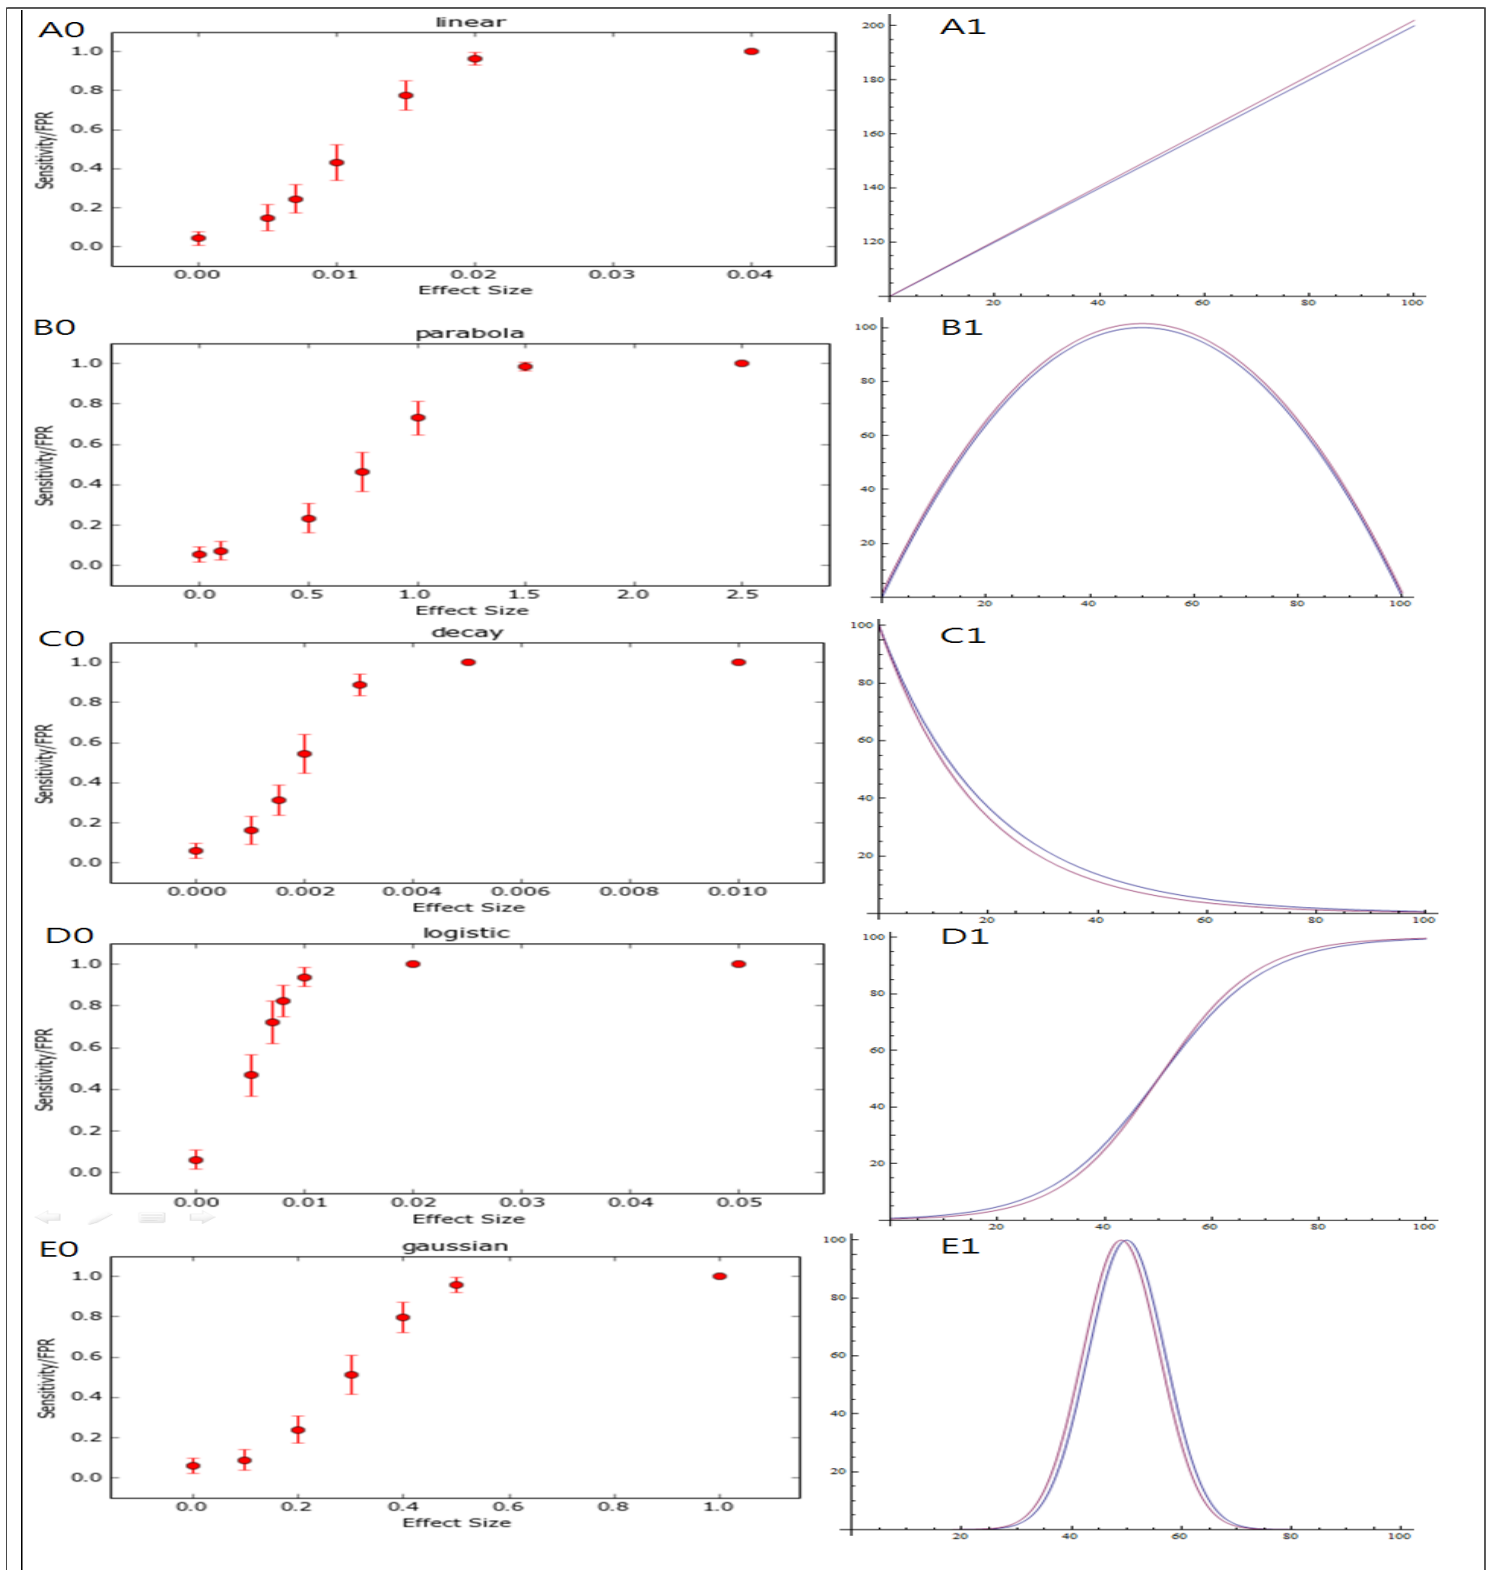 A0
linear
Sensitivity/FPR
1.0
0.8
0.6
0.4
0.2
0.0
0.00 0.01 0.02 0.03 0.04
Effect Size
A1
200
180
160
140
120
20 40 60 80 100
B0
parabola
Sensitivity/FPR
1.0
0.8
0.6
0.4
0.2
0.0
0.0 0.5 1.0 1.5 2.0 2.5
Effect Size
B1
100
80
60
40
20
20 40 60 80 100
C0
decay
Sensitivity/FPR
1.0
0.8
0.6
0.4
0.2
0.0
0.000 0.002 0.004 0.006 0.008 0.010
Effect Size
C1
100
80
60
40
20
20 40 60 80 100
D0
logistic
Sensitivity/FPR
1.0
0.8
0.6
0.4
0.2
0.0
0.00 0.01 0.02 0.03 0.04 0.05
Effect Size
D1
100
80
60
40
20
20 40 60 80 100
E0
gaussian
Sensitivity/FPR
1.0
0.8
0.6
0.4
0.2
0.0
0.0 0.2 0.4 0.6 0.8 1.0
Effect Size
E1
100
80
60
40
20
20 40 60 80 100